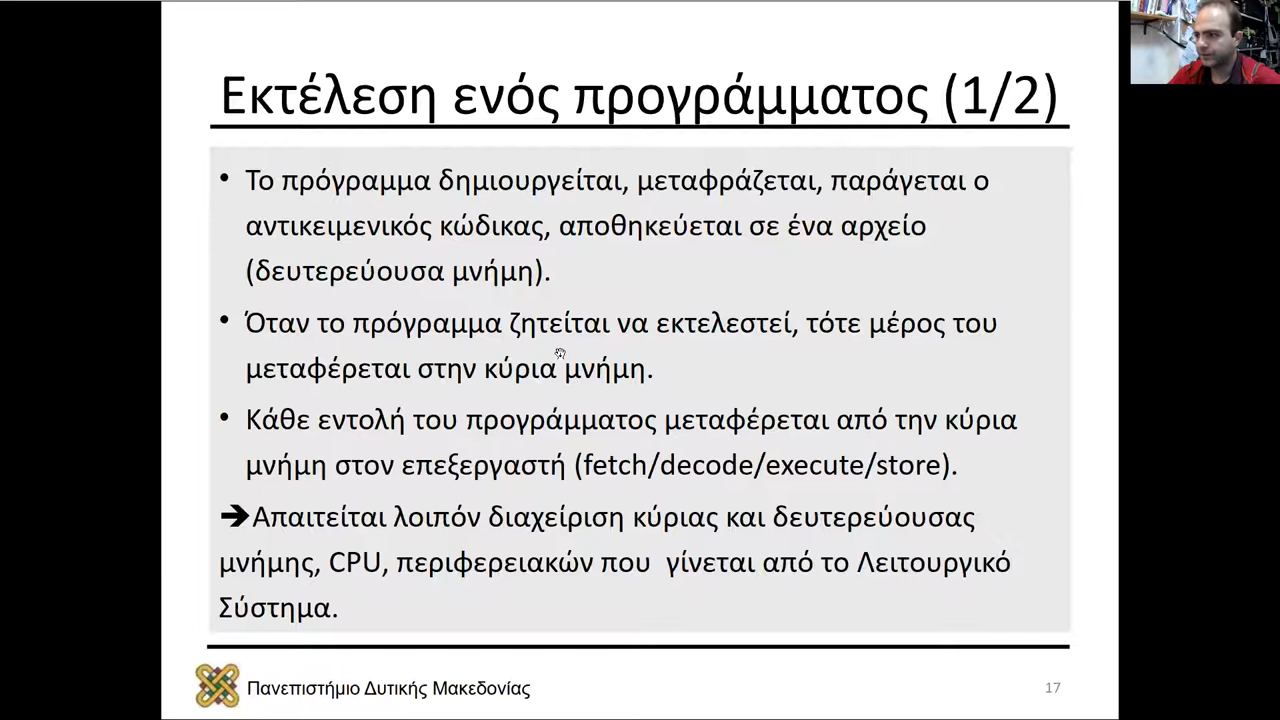 Εκτέλεση ενός προγράμματος (1/2)
• Το πρόγραμμα δημιουργείται, μεταφράζεται, παράγεται ο
αντικειμενικός κώδικας, αποθηκεύεται σε ένα αρχείο
(δευτερεύουσα μνήμη).
• Όταν το πρόγραμμα ζητείται να εκτελεστεί, τότε μέρος του
μεταφέρεται στην κύρια μνήμη.
• Κάθε εντολή του προγράμματος μεταφέρεται από την κύρια
μνήμη στον επεξεργαστή (fetch/decode/execute/store).
➔Απαιτείται λοιπόν διαχείριση κύριας και δευτερεύουσας
μνήμης, CPU, περιφερειακών που γίνεται από το Λειτουργικό
Σύστημα.
Πανεπιστήμιο Δυτικής Μακεδονίας
17